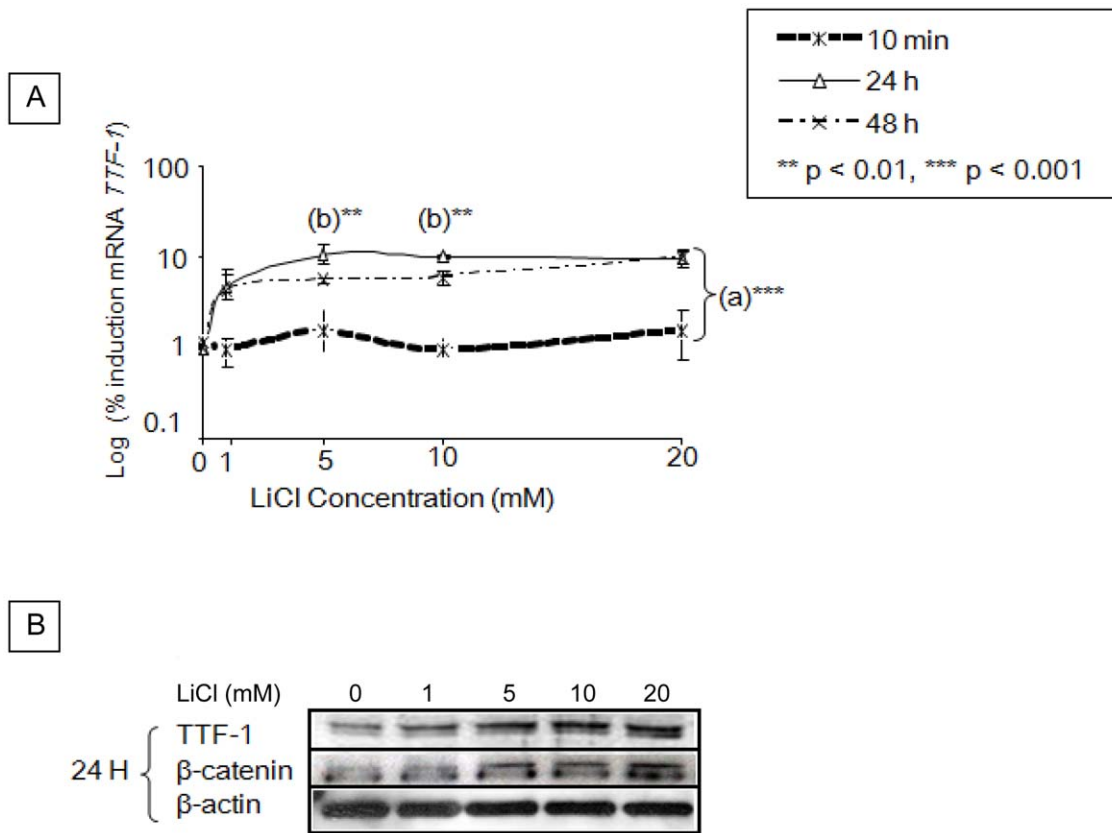 10 min
24 h
48 h
** p < 0.01, *** p < 0.001
A
Log (% induction mRNA TTF-1)
100
10
1
0.1
(b)** (b)**
(a)***
0 1 5 10 20
LiCl Concentration (mM)
B
LiCl (mM) 0 1 5 10 20
24 H
TTF-1
β-catenin
β-actin